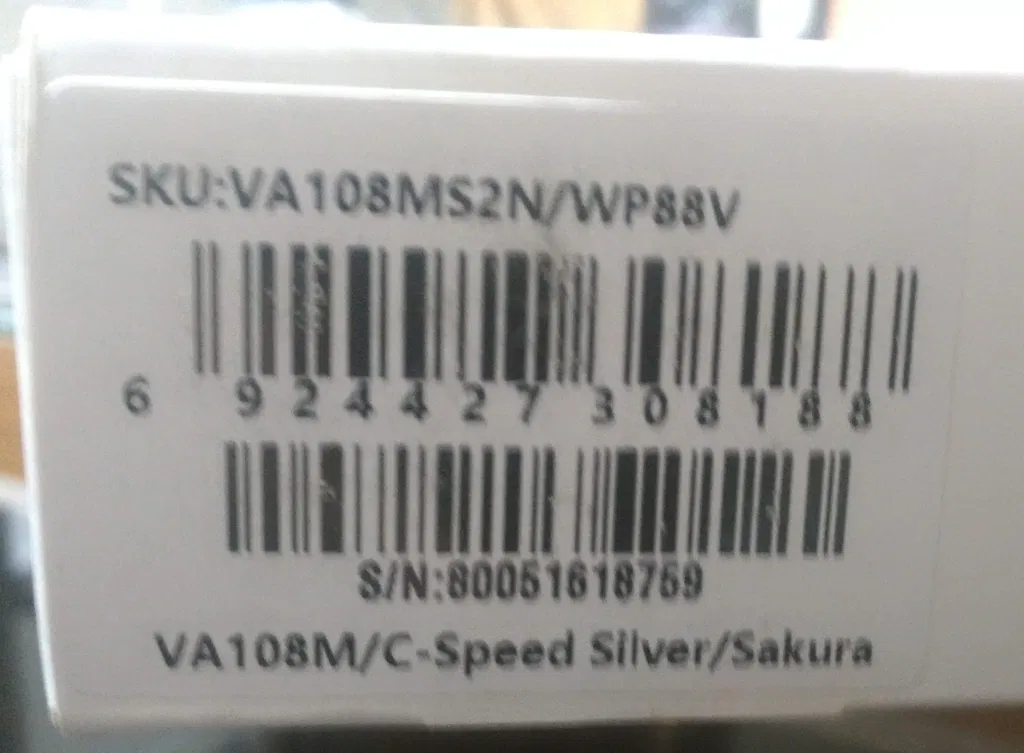 SKU:VA108MS2N/WP88V
6 924427 308188
S/N:80051618759
VA108M/C-Speed Silver/Sakura